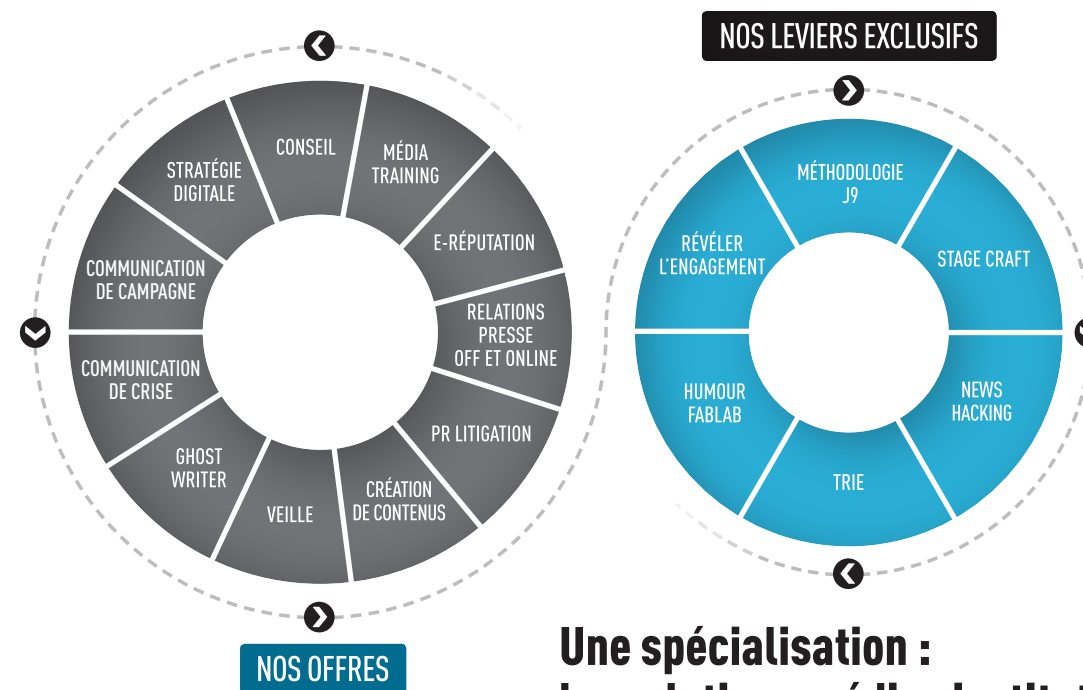 NOS LEVIERS EXCLUSIFS
CONSEIL
MÉDIA
TRAINING
E-RÉPUTATION
RELATIONS
PRESSE
OFF ET ONLINE
PR LITIGATION
CRÉATION
DE CONTENUS
VEILLE
GHOST
WRITER
COMMUNICATION
DE CRISE
COMMUNICATION
DE CAMPAGNE
STRATÉGIE
DIGITALE
NOS OFFRES
MÉTHODOLOGIE
J9
STAGE CRAFT
NEWS
HACKING
TRIE
HUMOUR
FABLAB
RÉVÉLER
L'ENGAGEMENT
Une spécialisation :